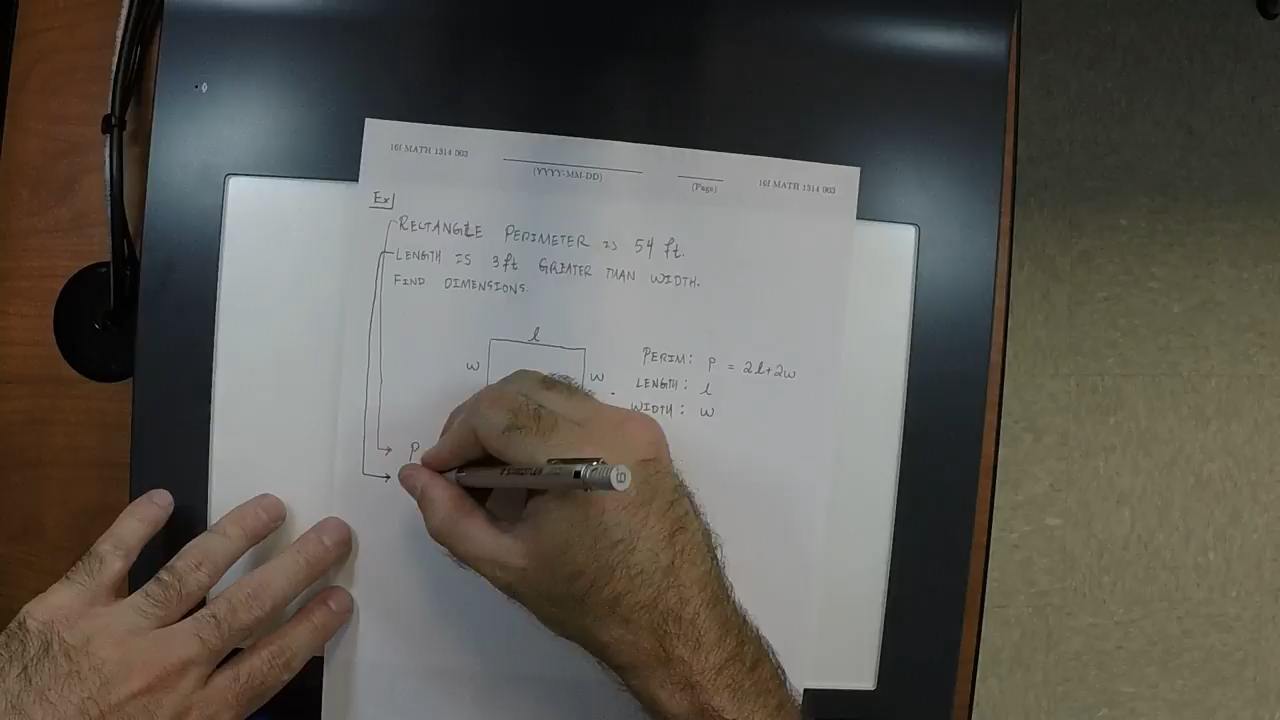 16f MATH 1314 003
(YYYY-MM-DD)
(Page)
16f MATH 1314 003
Ex
RECTANGLE PERIMETER IS 54 ft.
LENGTH IS 3ft GREATER THAN WIDTH.
FIND DIMENSIONS.
l
w
w
PERIM: P = 2l+2w
LENGTH: l
WIDTH: w
P
STAEDTLER
B